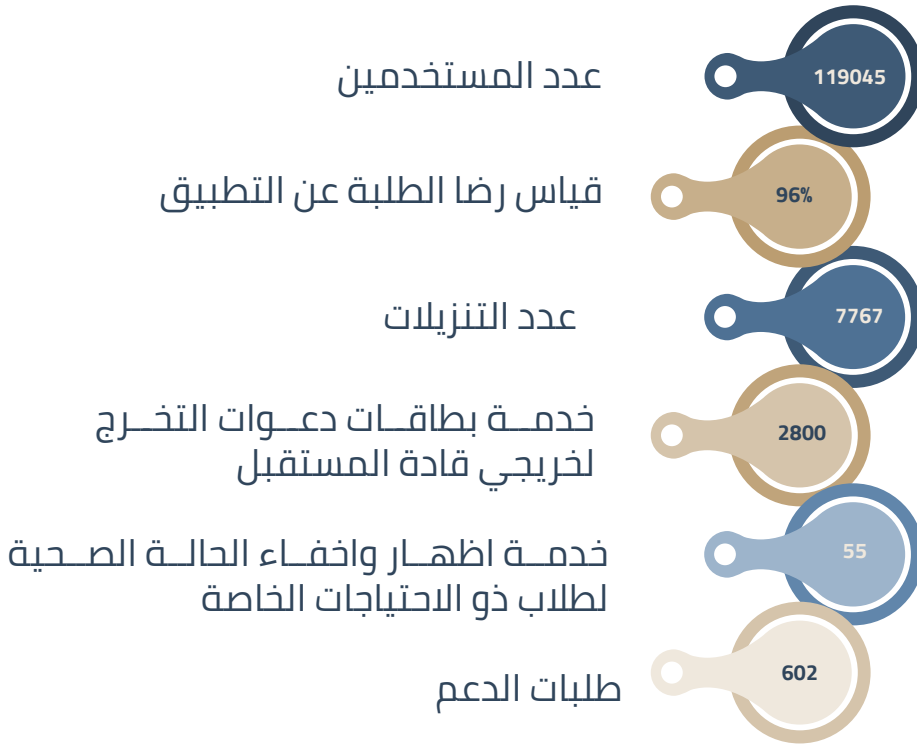 119045
عدد المستخدمين
96%
قياس رضا الطلبة عن التطبيق
7767
عدد التنزيلات
2800
خدمــة بطاقــات دعــوات التخــرج
لخريجي قادة المستقبل
55
خدمــة اظهــار واخفــاء الحالــة الصــحية
لطلاب ذو الاحتياجات الخاصة
602
طلبات الدعم